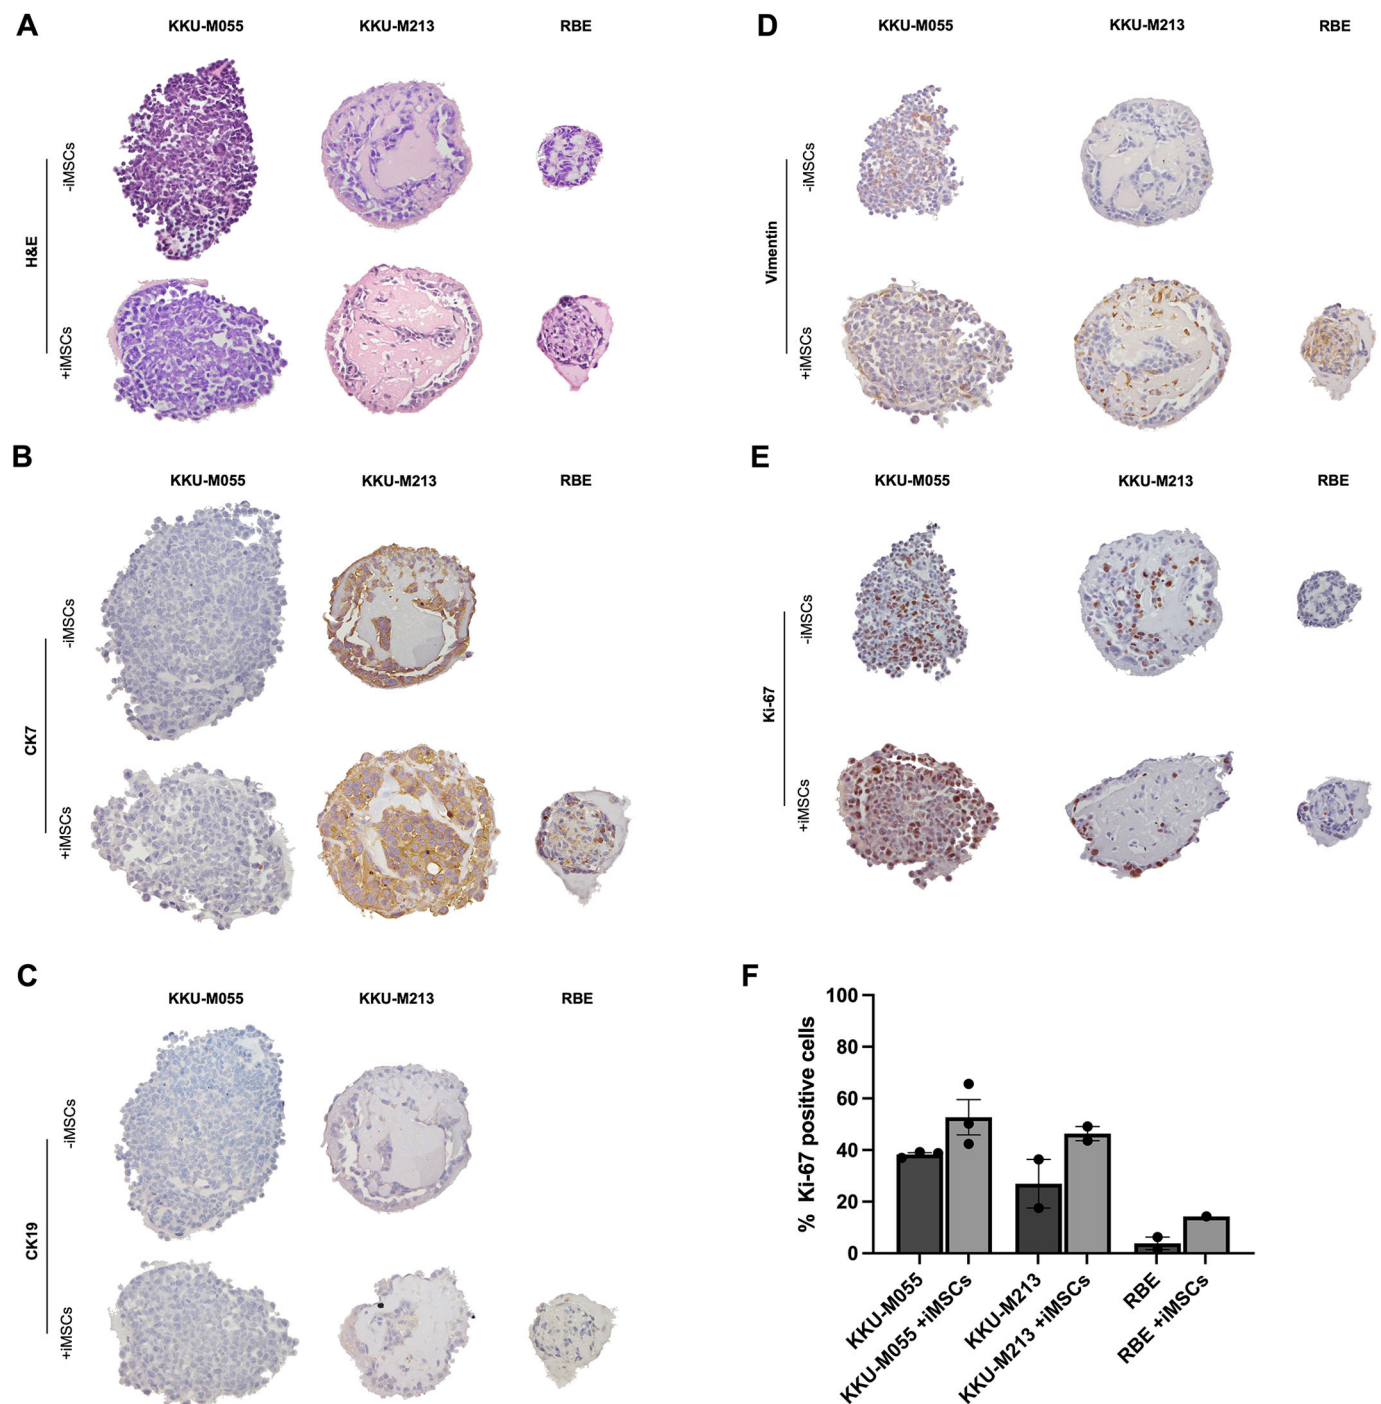 A
KKU-M055 KKU-M213 RBE
H&E
-iMSCs
+iMSCs
B
KKU-M055 KKU-M213 RBE
CK7
-iMSCs
+iMSCs
C
KKU-M055 KKU-M213 RBE
CK19
-iMSCs
+iMSCs
D
KKU-M055 KKU-M213 RBE
Vimentin
-iMSCs
+iMSCs
E
KKU-M055 KKU-M213 RBE
Ki-67
-iMSCs
+iMSCs
F
% Ki-67 positive cells
100
80
60
40
20
0
KKU-M055
KKU-M055 +iMSCs
KKU-M213
KKU-M213 +iMSCs
RBE
RBE +iMSCs